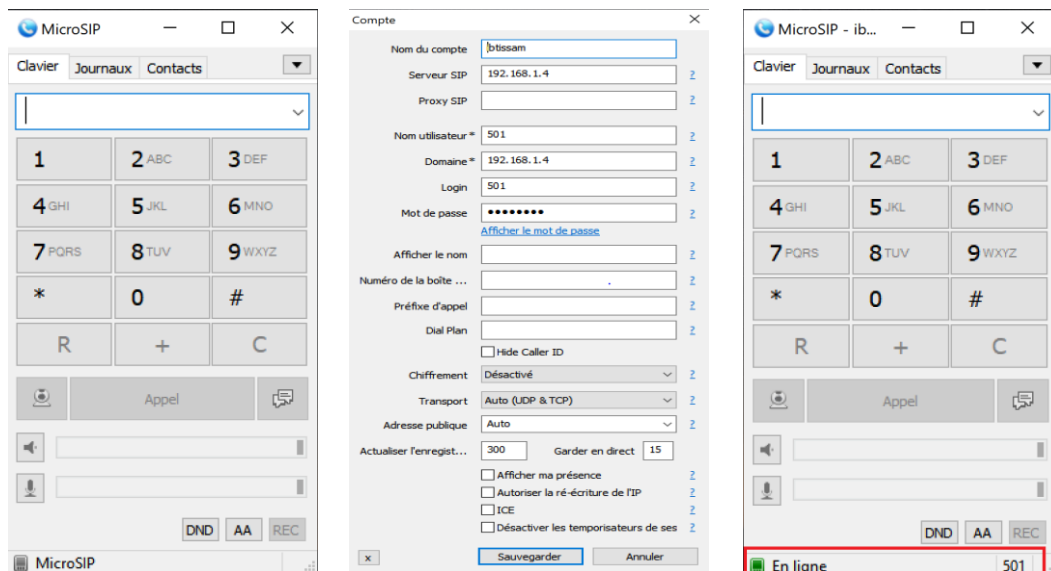 MicroSIP
Clavier Journaux Contacts
1 2 ABC 3 DEF
4 GHI 5 JKL 6 MNO
7 PQRS 8 TUV 9 WXYZ
* 0 #
R + C
Appel
DND AA REC
MicroSIP
Compte
Nom du compte ibtissam
Serveur SIP 192.168.1.4 ?
Proxy SIP ?
Nom utilisateur * 501 ?
Domaine * 192.168.1.4 ?
Login 501 ?
Mot de passe •••••••• ?
Afficher le mot de passe
Afficher le nom ?
Numéro de la boîte ... ?
Préfixe d'appel ?
Dial Plan ?
Hide Caller ID
Chiffrement Désactivé ?
Transport Auto (UDP & TCP) ?
Adresse publique Auto ?
Actualiser l'enregist... 300 Garder en direct 15 ?
Afficher ma présence ?
Autoriser la ré-écriture de l'IP ?
ICE ?
Désactiver les temporisateurs de ses ?
x Sauvegarder Annuler
MicroSIP - ib...
Clavier Journaux Contacts
1 2 ABC 3 DEF
4 GHI 5 JKL 6 MNO
7 PQRS 8 TUV 9 WXYZ
* 0 #
R + C
Appel
DND AA REC
En ligne 501